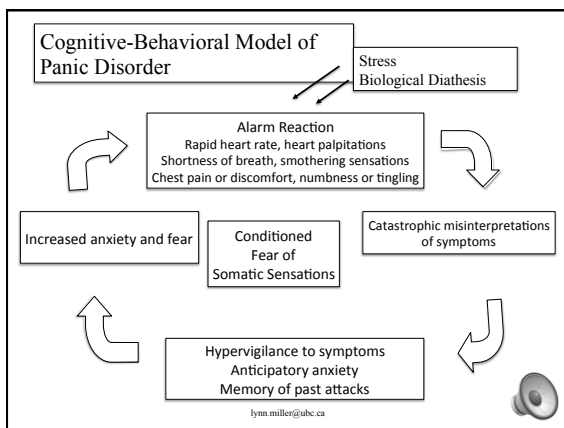 Cognitive-Behavioral Model of
Panic Disorder
Stress
Biological Diathesis
Alarm Reaction
Rapid heart rate, heart palpitations
Shortness of breath, smothering sensations
Chest pain or discomfort, numbness or tingling
Increased anxiety and fear
Conditioned
Fear of
Somatic Sensations
Catastrophic misinterpretations
of symptoms
Hypervigilance to symptoms
Anticipatory anxiety
Memory of past attacks
lynn.miller@ubc.ca